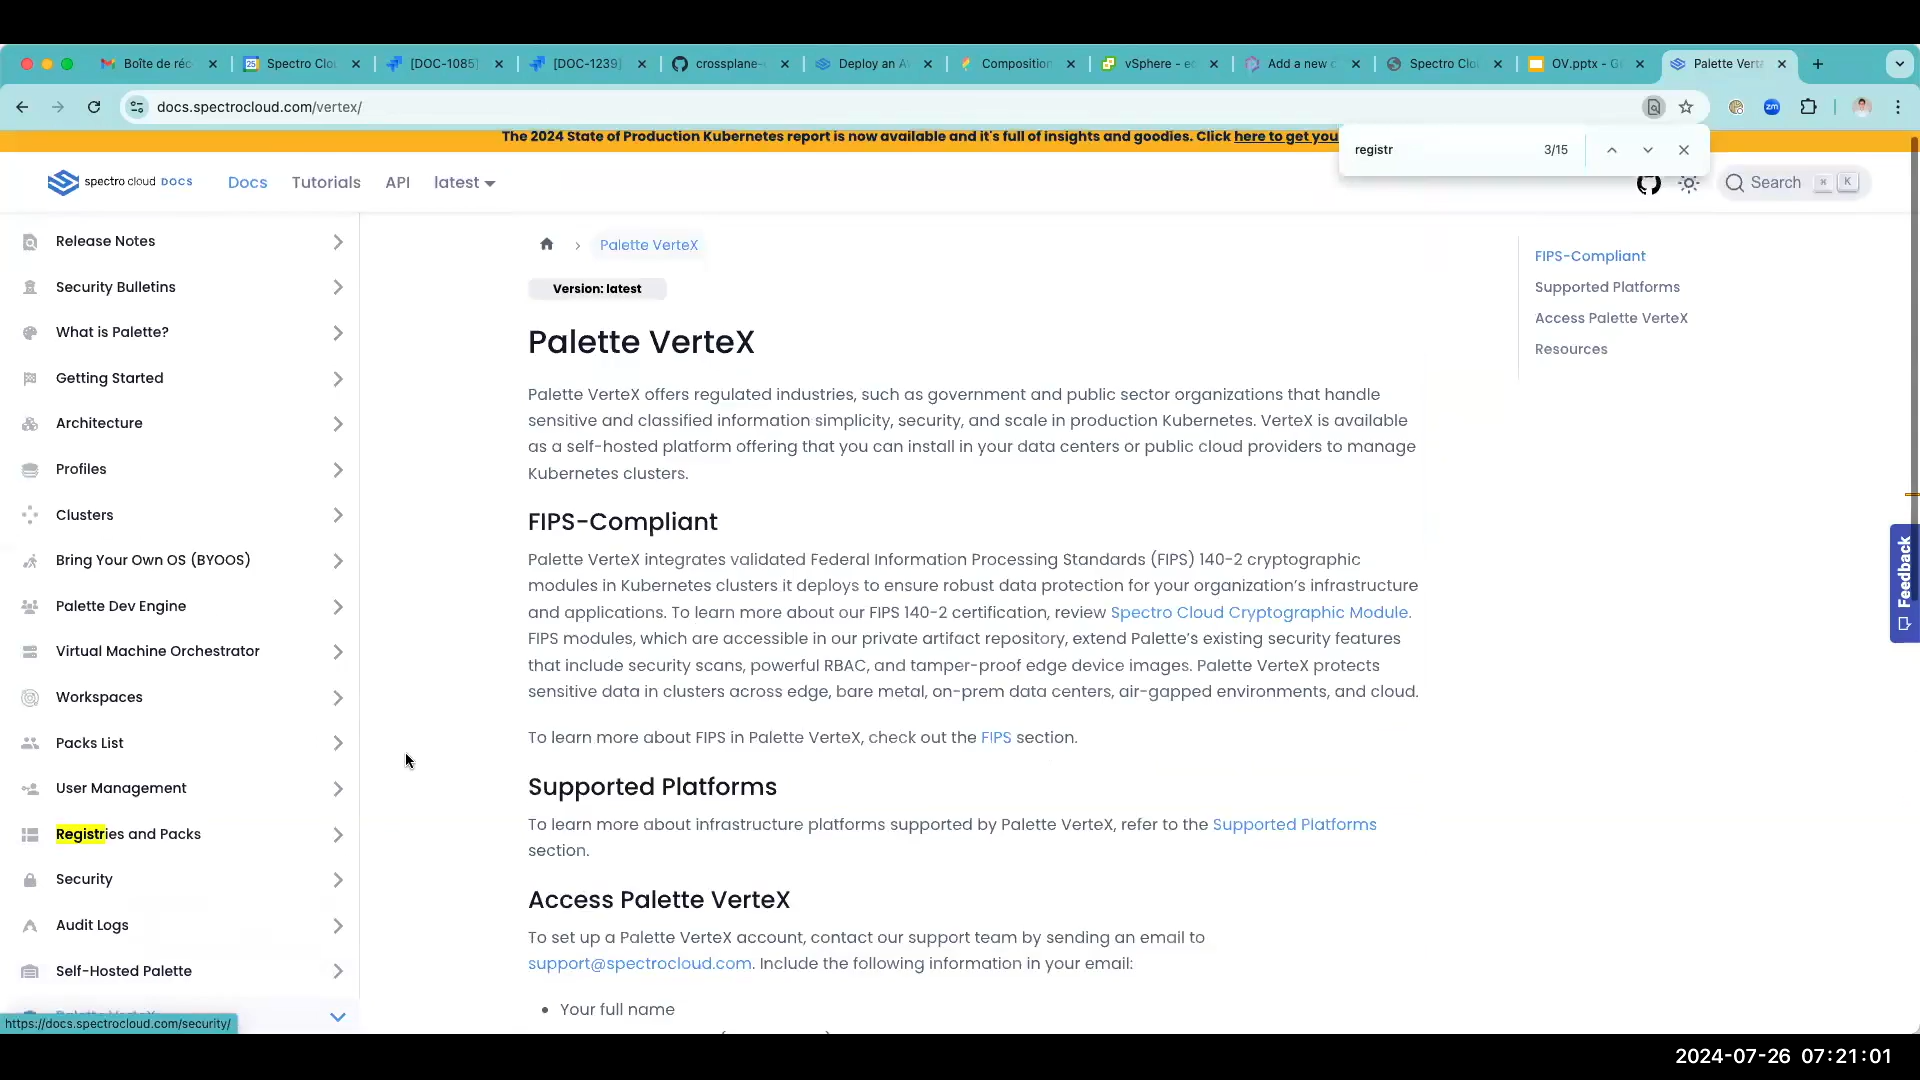 Boîte de réc
Spectro Clo
[DOC-1085]
[DOC-1239]
crossplane-
Deploy an A
Composition
vSphere - e
Add a new c
Spectro Clo
OV.pptx - G
Palette Vert
docs.spectrocloud.com/vertex/
The 2024 State of Production Kubernetes report is now available and it's full of insights and goodies. Click here to get you
registr
3/15
spectro cloud DOCS
Docs
Tutorials
API
latest
Search
K
Release Notes
Security Bulletins
What is Palette?
Getting Started
Architecture
Profiles
Clusters
Bring Your Own OS (BYOOS)
Palette Dev Engine
Virtual Machine Orchestrator
Workspaces
Packs List
User Management
Registries and Packs
Security
Audit Logs
Self-Hosted Palette
Palette VerteX
https://docs.spectrocloud.com/security/
Palette VerteX
Version: latest
Palette VerteX
Palette VerteX offers regulated industries, such as government and public sector organizations that handle
sensitive and classified information simplicity, security, and scale in production Kubernetes. VerteX is available
as a self-hosted platform offering that you can install in your data centers or public cloud providers to manage
Kubernetes clusters.
FIPS-Compliant
Palette VerteX integrates validated Federal Information Processing Standards (FIPS) 140-2 cryptographic
modules in Kubernetes clusters it deploys to ensure robust data protection for your organization's infrastructure
and applications. To learn more about our FIPS 140-2 certification, review Spectro Cloud Cryptographic Module.
FIPS modules, which are accessible in our private artifact repository, extend Palette's existing security features
that include security scans, powerful RBAC, and tamper-proof edge device images. Palette VerteX protects
sensitive data in clusters across edge, bare metal, on-prem data centers, air-gapped environments, and cloud.
To learn more about FIPS in Palette VerteX, check out the FIPS section.
Supported Platforms
To learn more about infrastructure platforms supported by Palette VerteX, refer to the Supported Platforms
section.
Access Palette VerteX
To set up a Palette VerteX account, contact our support team by sending an email to
support@spectrocloud.com. Include the following information in your email:
• Your full name
FIPS-Compliant
Supported Platforms
Access Palette VerteX
Resources
Feedback
2024-07-26 07:21:01